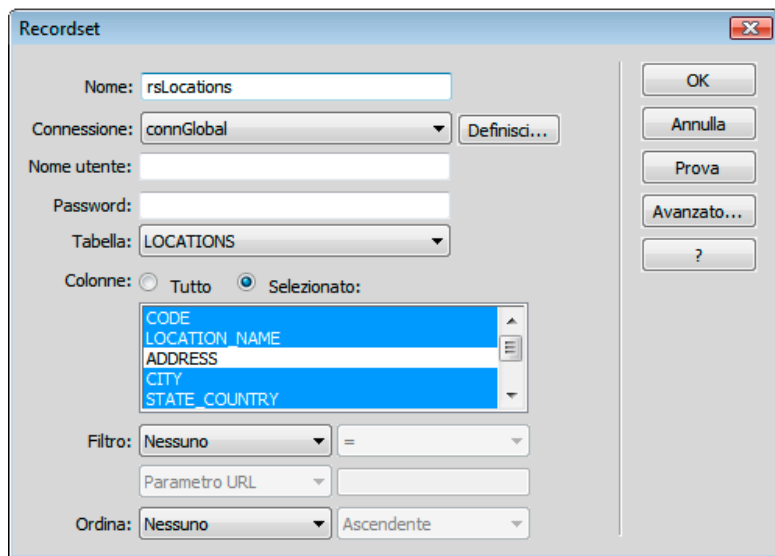 Recordset
Nome: rsLocations
Connessione: connGlobal Definisci...
Nome utente:
Password:
Tabella: LOCATIONS
Colonne: Tutto Selezionato:
CODE
LOCATION_NAME
ADDRESS
CITY
STATE_COUNTRY
Filtro: Nessuno =
Parametro URL
Ordina: Nessuno Ascendente
OK
Annulla
Prova
Avanzato...
?